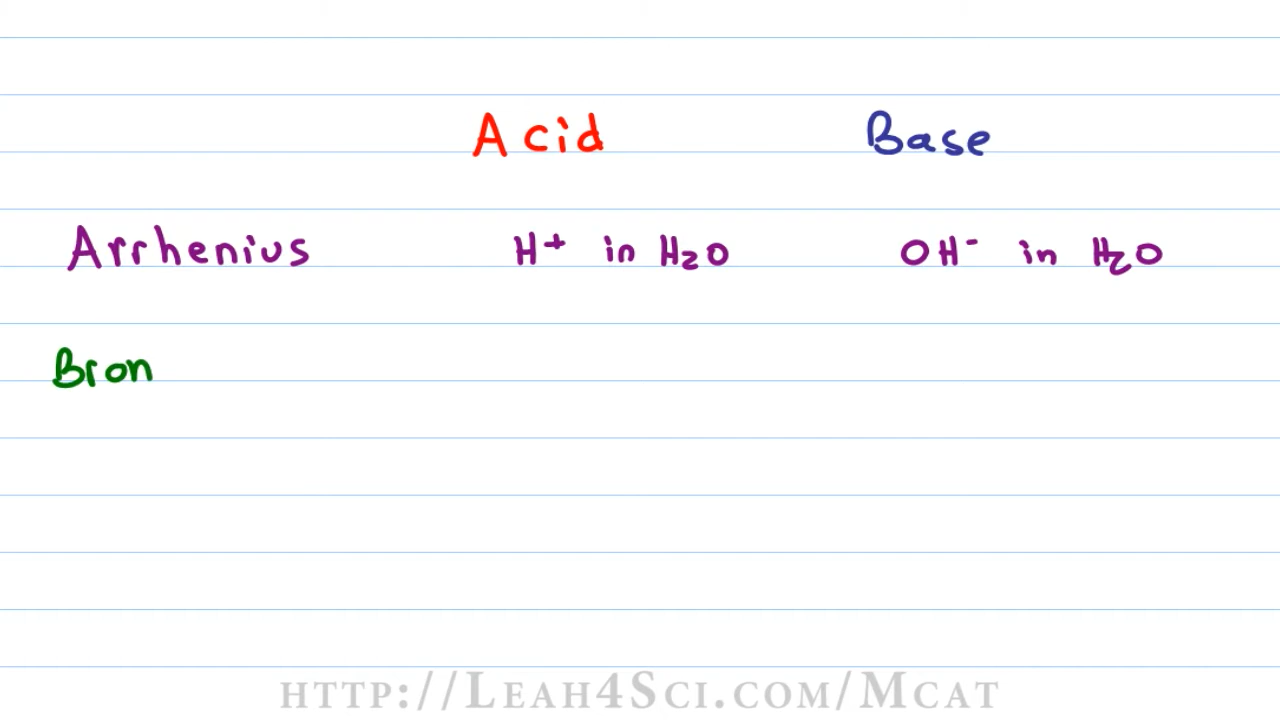 Acid Base
Arrhenius H+ in H2O OH- in H2O
Bron
HTTP://LEAH4SCI.COM/MCAT